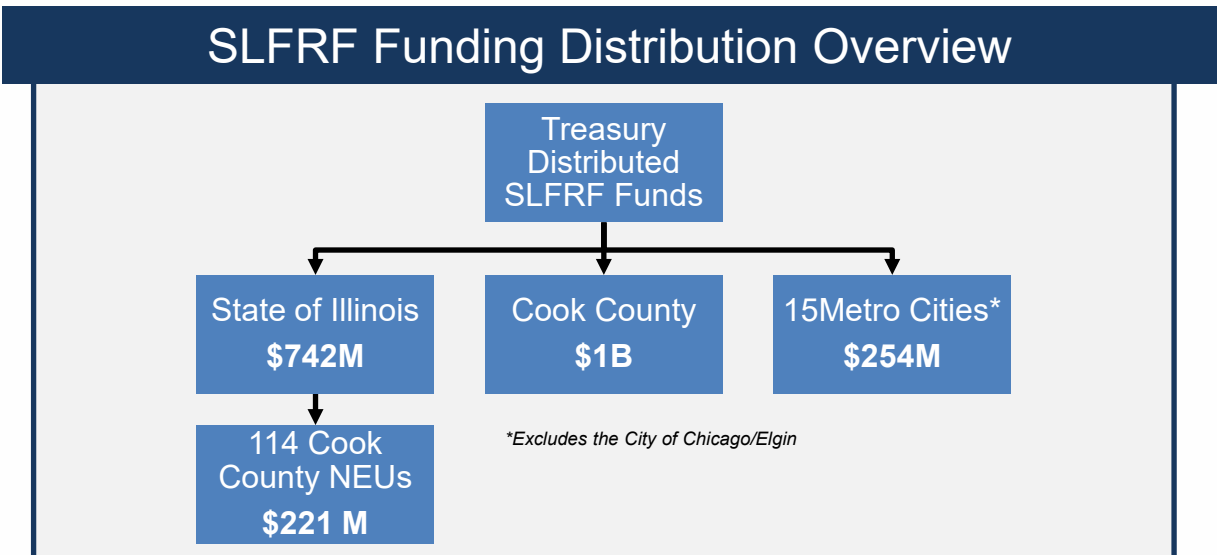 SLFRF Funding Distribution Overview
Treasury
Distributed
SLFRF Funds
State of Illinois
$742M
Cook County
$1B
15Metro Cities*
$254M
114 Cook
County NEUs
$221 M
*Excludes the City of Chicago/Elgin